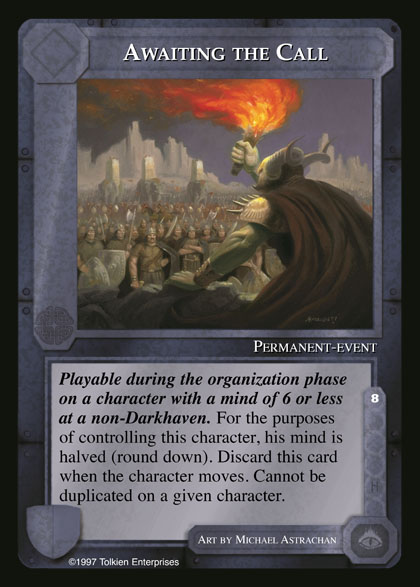 AWAITING THE CALL
PERMANENT-EVENT
Playable during the organization phase
on a character with a mind of 6 or less
at a non-Darkhaven. For the purposes
of controlling this character, his mind is
halved (round down). Discard this card
when the character moves. Cannot be
duplicated on a given character.
8
H
ART BY MICHAEL ASTRACHAN
©1997 Tolkien Enterprises